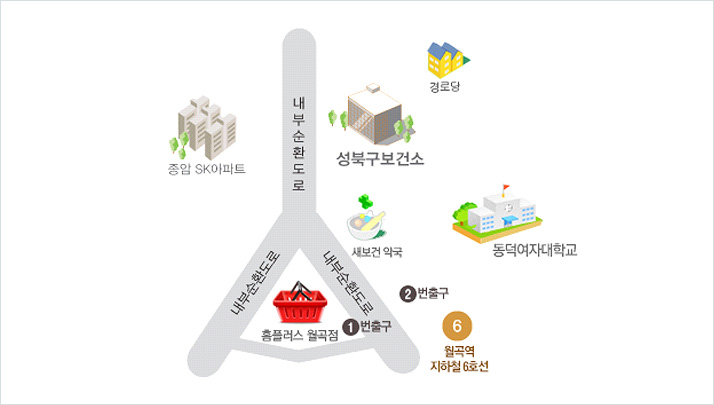 경로당
내부순환도로
성북구보건소
종암 SK아파트
새보건 약국
동덕여자대학교
내부순환도로
내부순환도로
2 번출구
홈플러스 월곡점
1 번출구
6
월곡역
지하철 6호선